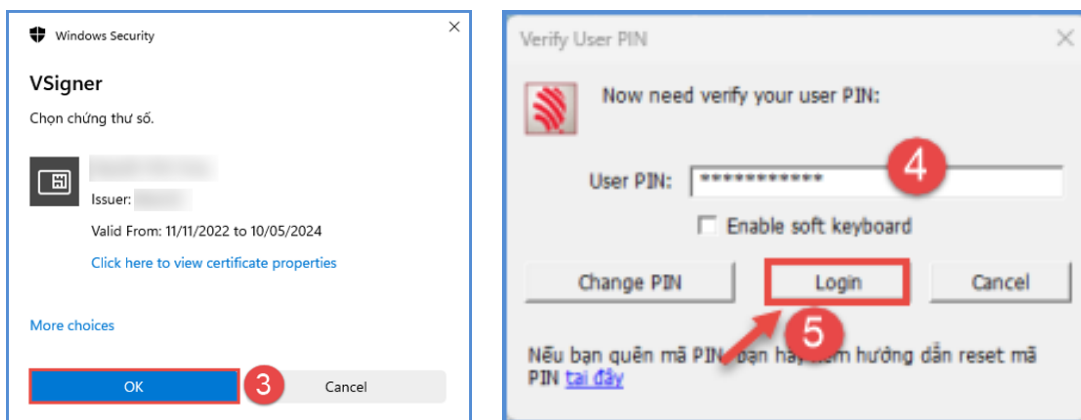 Windows Security
VSigner
Chọn chứng thư số.
Issuer:
Valid From: 11/11/2022 to 10/05/2024
Click here to view certificate properties
More choices
OK
3
Cancel
Verify User PIN
Now need verify your user PIN:
User PIN: ***********
4
Enable soft keyboard
Change PIN
Login
Cancel
5
Nếu bạn quên mã PIN, bạn hãy xem hướng dẫn reset mã
PIN tại đây